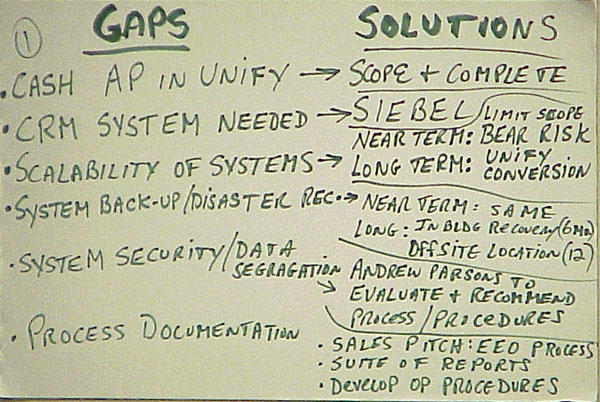 ① GAPS SOLUTIONS
• CASH AP IN UNIFY → SCOPE + COMPLETE
• CRM SYSTEM NEEDED → SIEBEL / LIMIT SCOPE
• SCALABILITY OF SYSTEMS → NEAR TERM: BEAR RISK
LONG TERM: UNIFY CONVERSION
• SYSTEM BACK-UP/DISASTER REC. → NEAR TERM: SAME
LONG: IN BLDG RECOVERY (6 MO)
OFFSITE LOCATION (12)
• SYSTEM SECURITY/DATA SEGRAGATION → ANDREW PARSONS TO
EVALUATE + RECOMMEND
PROCESS/PROCEDURES
• PROCESS DOCUMENTATION
• SALES PITCH: EEO PROCESS
• SUITE OF REPORTS
• DEVELOP OP PROCEDURES